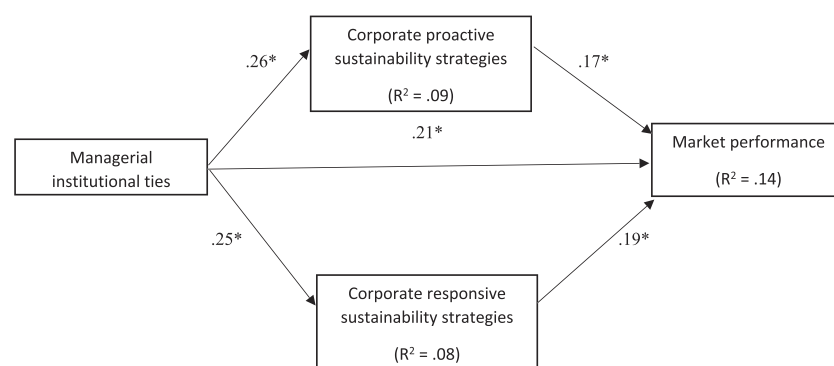 Corporate proactive
sustainability strategies
(R² = .09)
.26*
.17*
.21*
Managerial
institutional ties
Market performance
(R² = .14)
.25*
.19*
Corporate responsive
sustainability strategies
(R² = .08)